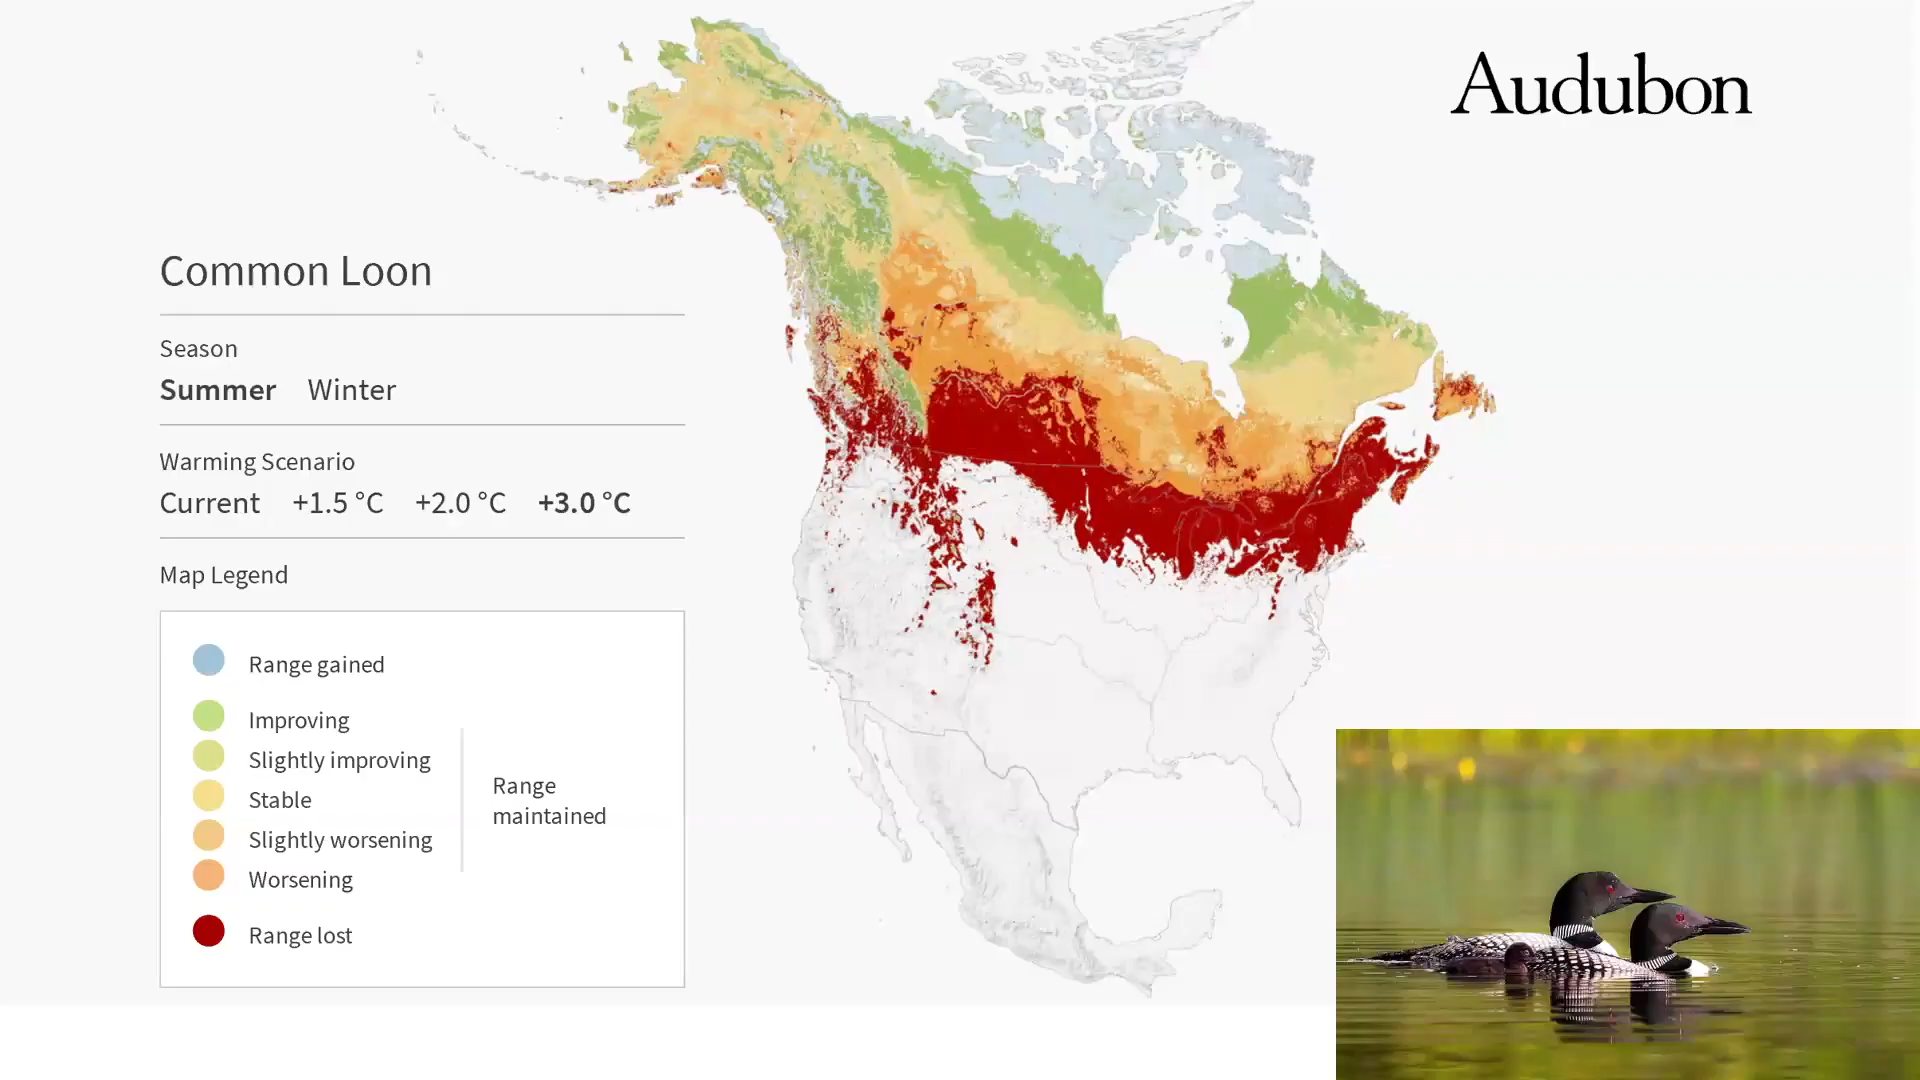 Audubon
Common Loon
Season
Summer Winter
Warming Scenario
Current +1.5 °C +2.0 °C +3.0 °C
Map Legend
Range gained
Improving
Slightly improving
Stable
Slightly worsening
Worsening
Range maintained
Range lost